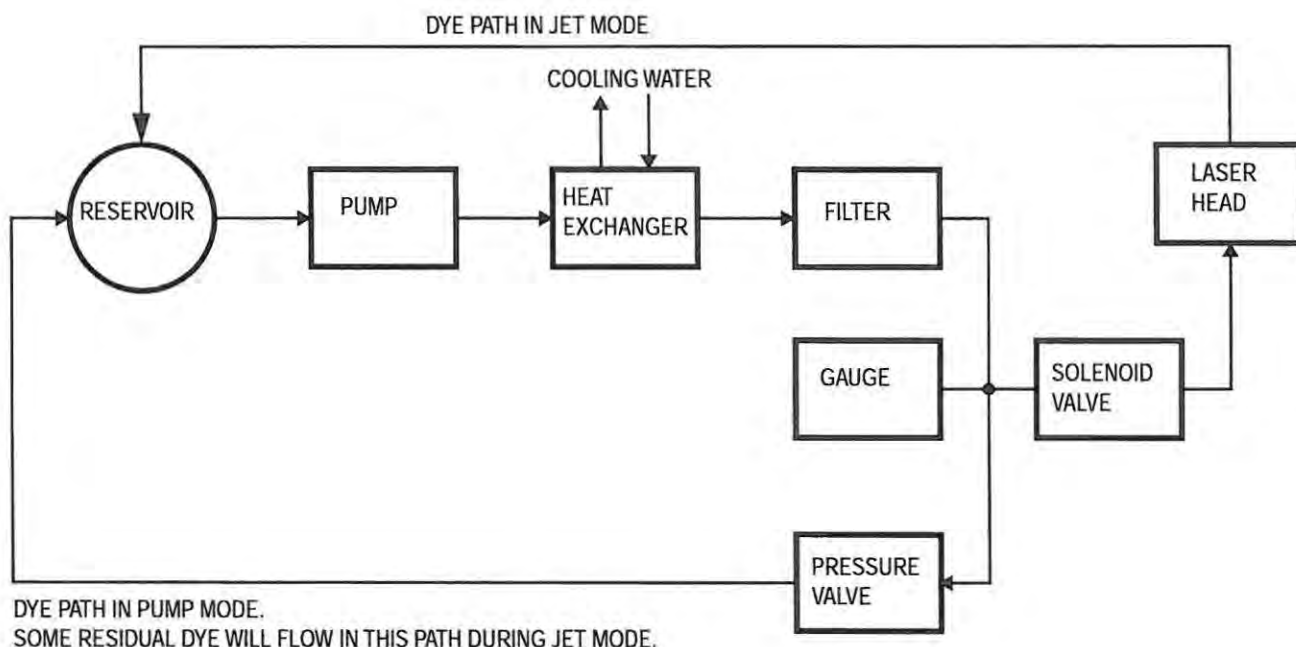 DYE PATH IN JET MODE
COOLING WATER
RESERVOIR
PUMP
HEAT
EXCHANGER
FILTER
LASER
HEAD
GAUGE
SOLENOID
VALVE
PRESSURE
VALVE
DYE PATH IN PUMP MODE.
SOME RESIDUAL DYE WILL FLOW IN THIS PATH DURING JET MODE.